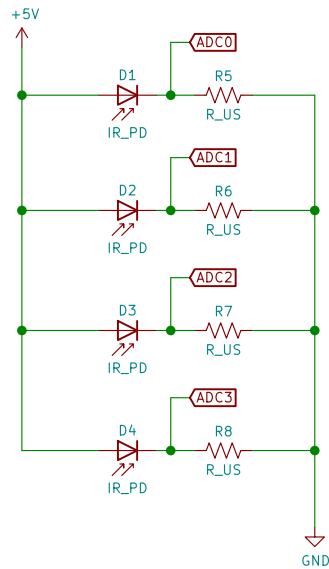 +5V
ADC0
D1
R5
IR_PD
R_US
ADC1
D2
R6
IR_PD
R_US
ADC2
D3
R7
IR_PD
R_US
ADC3
D4
R8
IR_PD
R_US
GND